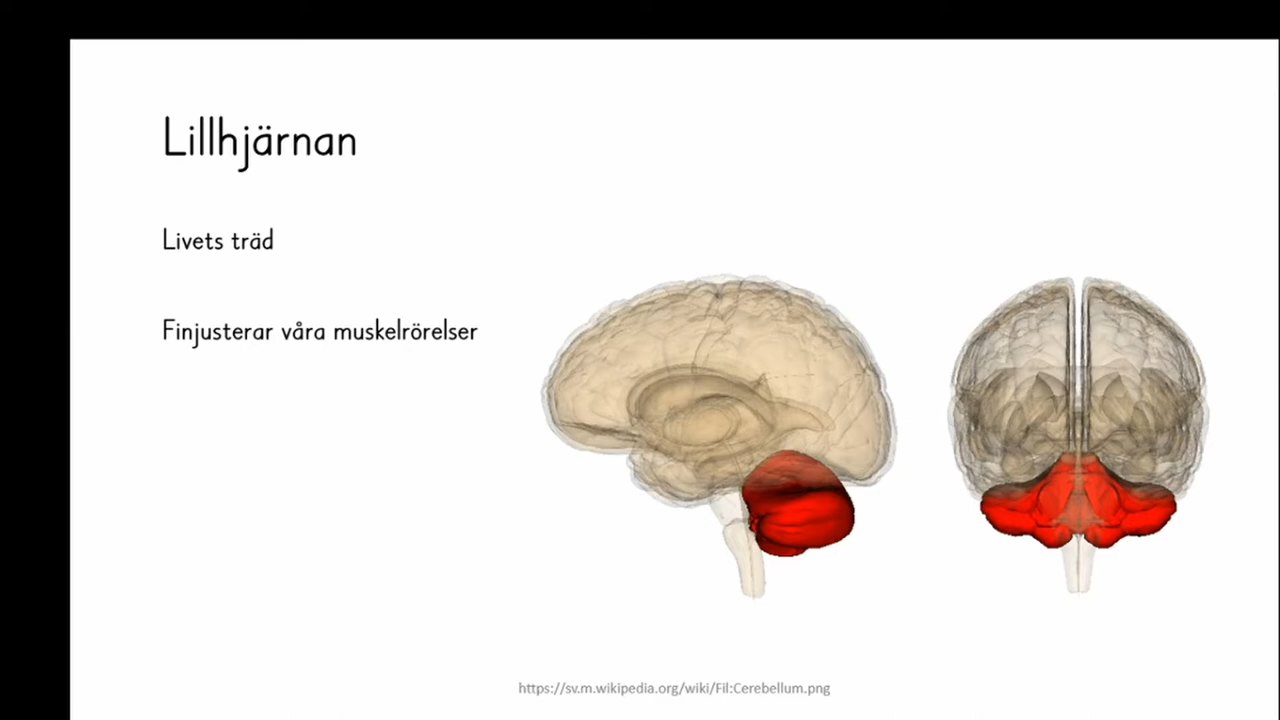 Lillhjärnan
Livets träd
Finjusterar våra muskelrörelser
https://sv.m.wikipedia.org/wiki/Fil:Cerebellum.png